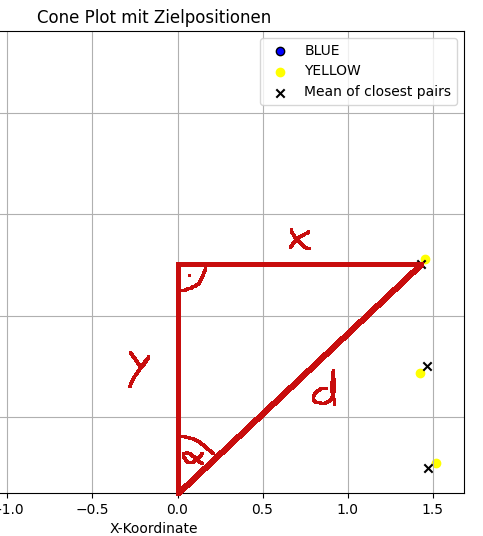 Cone Plot mit Zielpositionen
BLUE
YELLOW
Mean of closest pairs
x
y
d
α
-1.0 −0.5 0.0 0.5 1.0 1.5
X-Koordinate